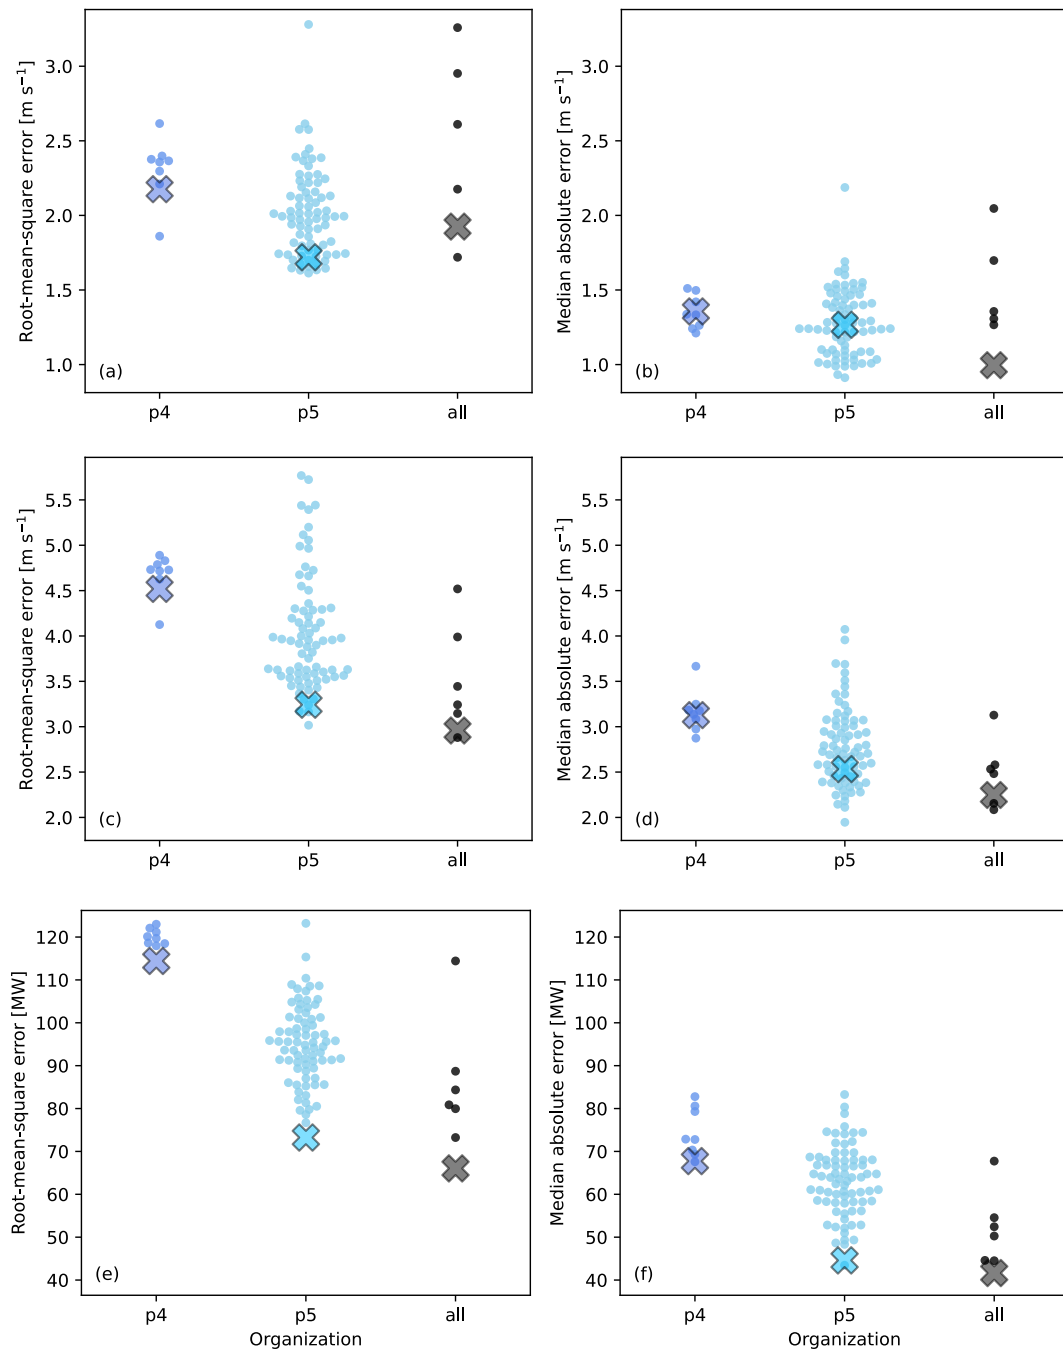 Root-mean-square error [m s⁻¹]
3.0
2.5
2.0
1.5
1.0
(a)
p4 p5 all
Median absolute error [m s⁻¹]
3.0
2.5
2.0
1.5
1.0
(b)
p4 p5 all
Root-mean-square error [m s⁻¹]
5.5
5.0
4.5
4.0
3.5
3.0
2.5
2.0
(c)
p4 p5 all
Median absolute error [m s⁻¹]
5.5
5.0
4.5
4.0
3.5
3.0
2.5
2.0
(d)
p4 p5 all
Root-mean-square error [MW]
120
110
100
90
80
70
60
50
40
(e)
p4 p5 all
Organization
Median absolute error [MW]
120
110
100
90
80
70
60
50
40
(f)
p4 p5 all
Organization